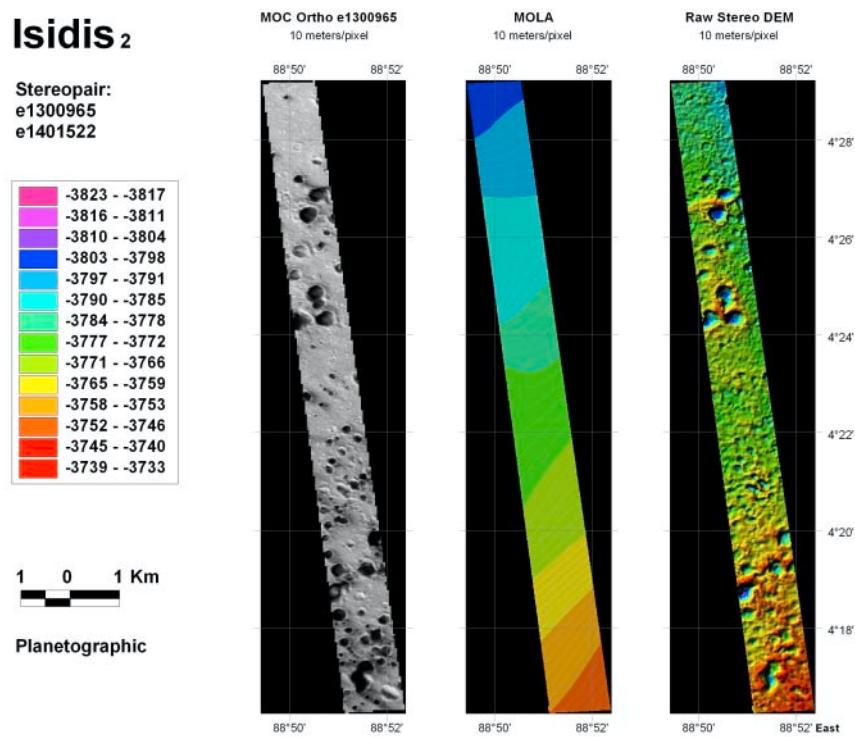 Isidis 2
Stereopair:
e1300965
e1401522
-3823 - -3817
-3816 - -3811
-3810 - -3804
-3803 - -3798
-3797 - -3791
-3790 - -3785
-3784 - -3778
-3777 - -3772
-3771 - -3766
-3765 - -3759
-3758 - -3753
-3752 - -3746
-3745 - -3740
-3739 - -3733
1 0 1 Km
Planetographic
MOC Ortho e1300965
10 meters/pixel
88°50' 88°52'
88°50' 88°52'
MOLA
10 meters/pixel
88°50' 88°52'
88°50' 88°52'
Raw Stereo DEM
10 meters/pixel
88°50' 88°52'
4°28'
4°26'
4°24'
4°22'
4°20'
4°18'
88°50' 88°52' East